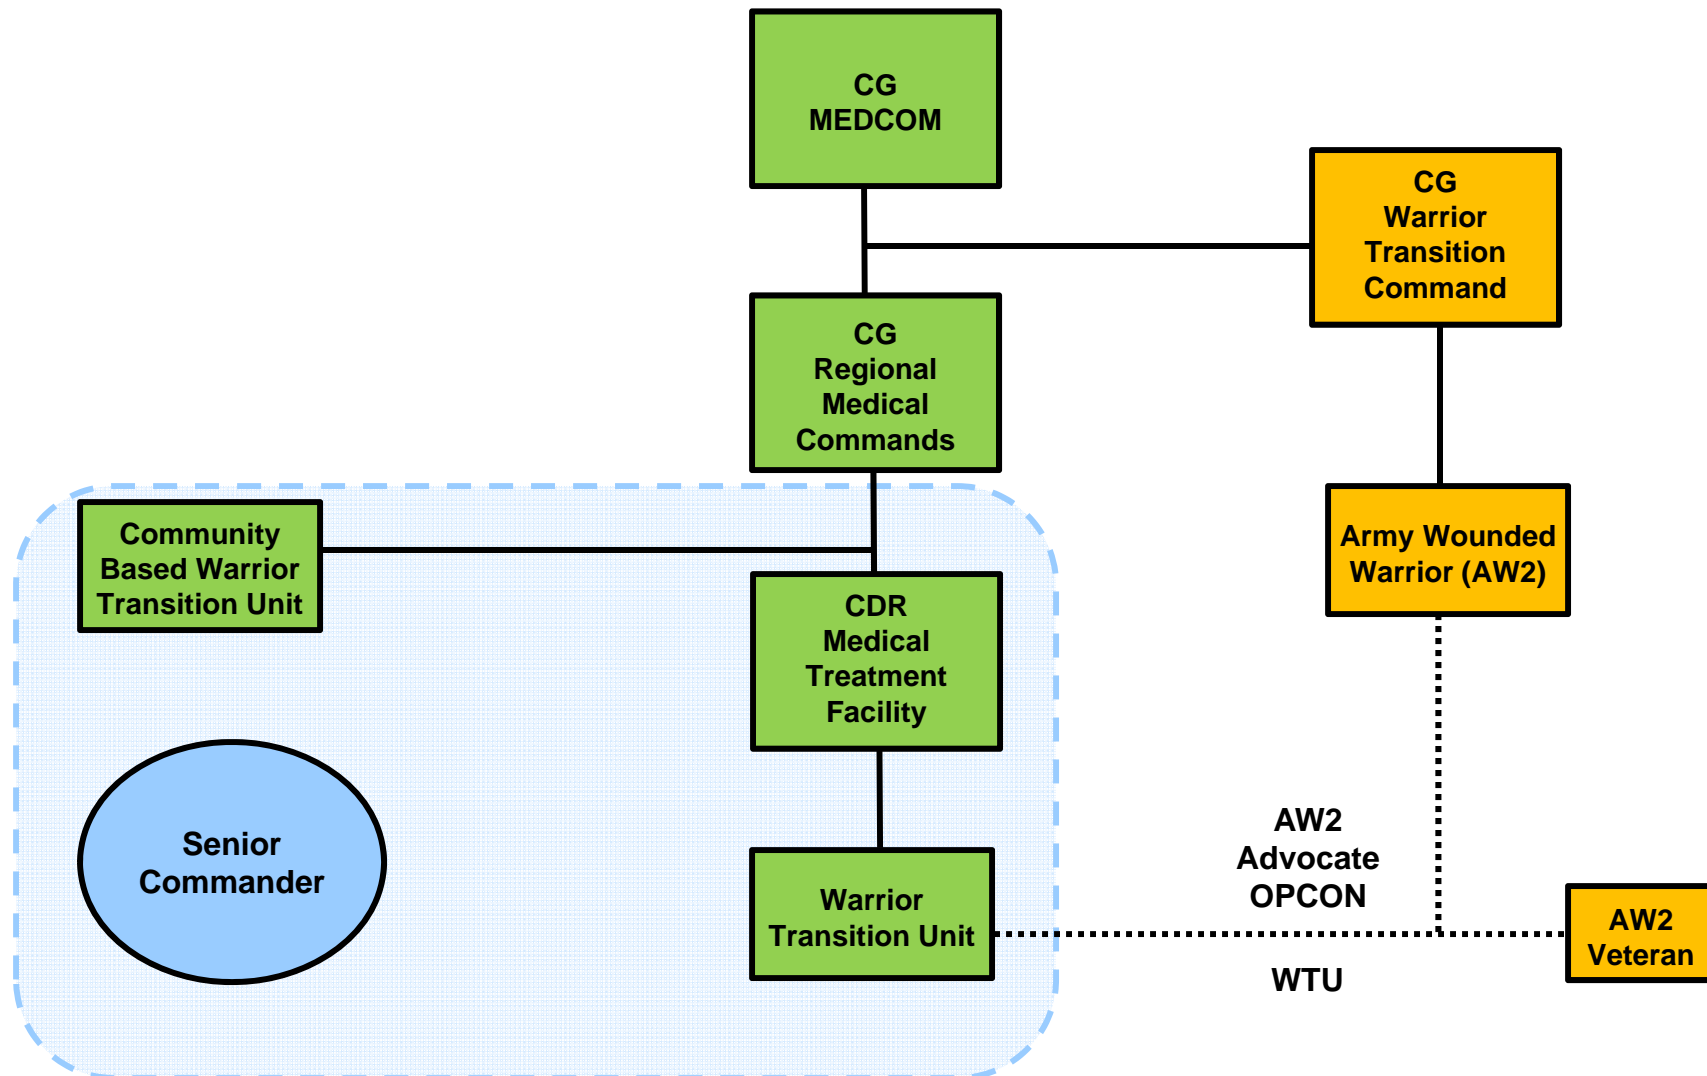 CG
MEDCOM
CG
Warrior
Transition
Command
CG
Regional
Medical
Commands
Community
Based Warrior
Transition Unit
Army Wounded
Warrior (AW2)
CDR
Medical
Treatment
Facility
Senior
Commander
AW2
Advocate
OPCON
Warrior
Transition Unit
AW2
Veteran
WTU